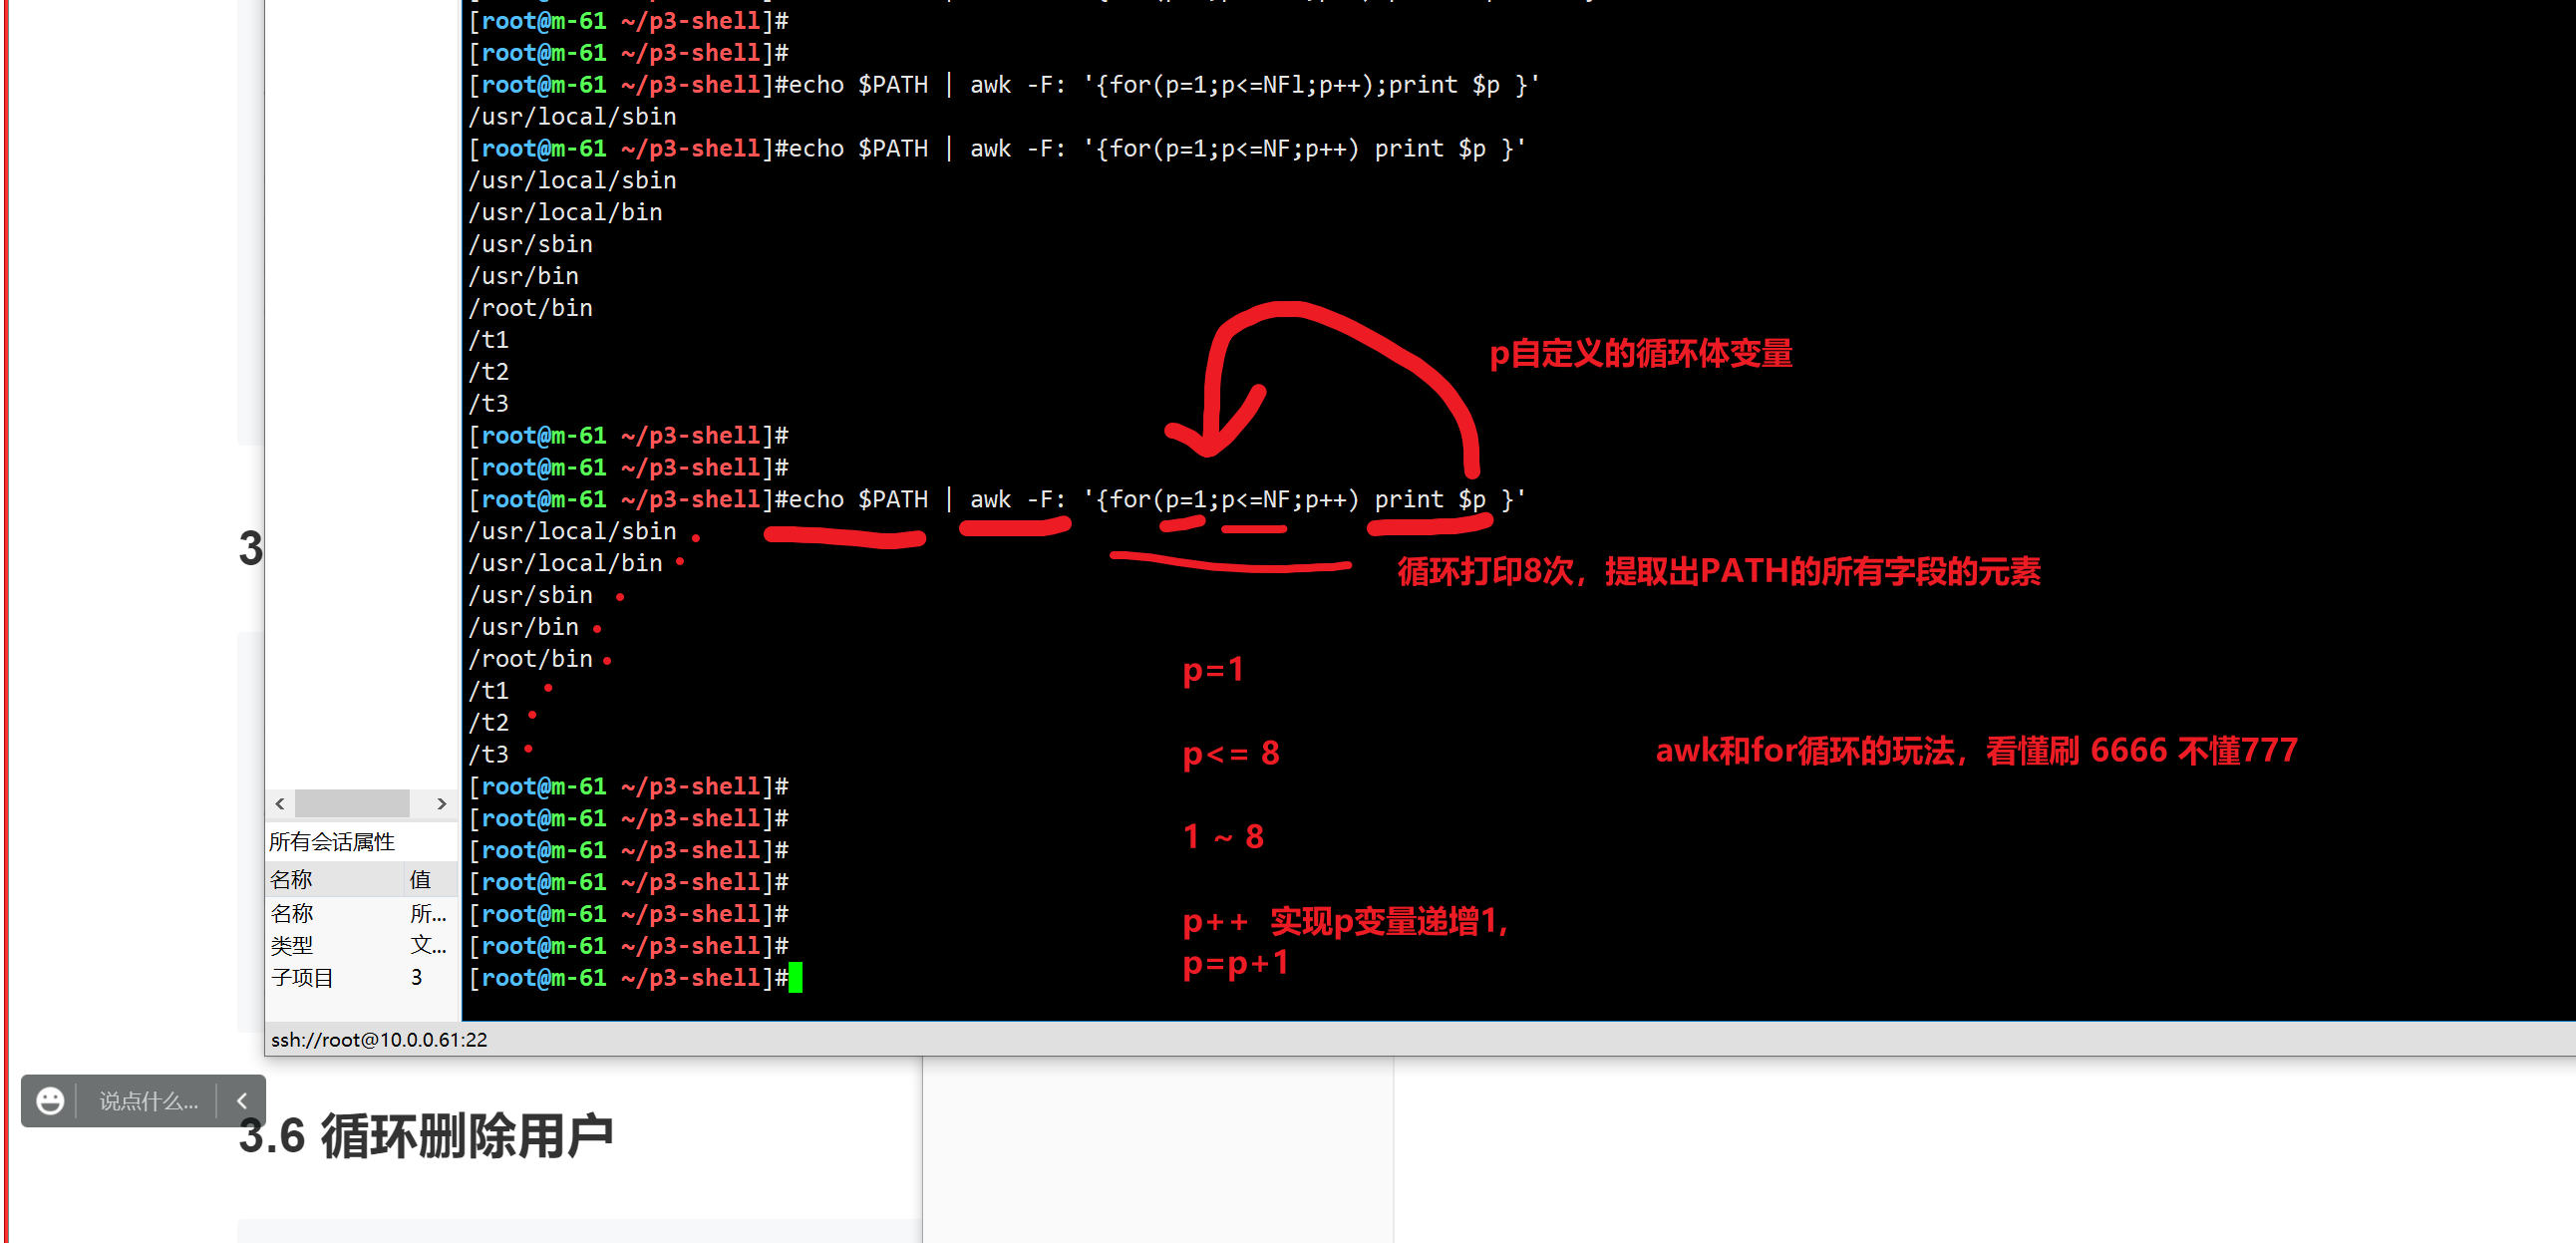 [root@m-61 ~/p3-shell]#
[root@m-61 ~/p3-shell]#
[root@m-61 ~/p3-shell]#echo $PATH | awk -F: '{for(p=1;p<=NFl;p++);print $p }'
/usr/local/sbin
[root@m-61 ~/p3-shell]#echo $PATH | awk -F: '{for(p=1;p<=NF;p++) print $p }'
/usr/local/sbin
/usr/local/bin
/usr/sbin
/usr/bin
/root/bin
/t1
/t2
/t3
p自定义的循环体变量
[root@m-61 ~/p3-shell]#
[root@m-61 ~/p3-shell]#
[root@m-61 ~/p3-shell]#echo $PATH | awk -F: '{for(p=1;p<=NF;p++) print $p }'
/usr/local/sbin
/usr/local/bin
/usr/sbin
/usr/bin
/root/bin
/t1
/t2
/t3
循环打印8次，提取出PATH的所有字段的元素
p=1
p<= 8
1 ~ 8
p++ 实现p变量递增1,
p=p+1
awk和for循环的玩法，看懂刷 6666 不懂777
[root@m-61 ~/p3-shell]#
[root@m-61 ~/p3-shell]#
[root@m-61 ~/p3-shell]#
[root@m-61 ~/p3-shell]#
[root@m-61 ~/p3-shell]#
[root@m-61 ~/p3-shell]#
[root@m-61 ~/p3-shell]#
3
所有会话属性
名称 值
名称 所...
类型 文...
子项目 3
ssh://root@10.0.0.61:22
说点什么...
3.6 循环删除用户